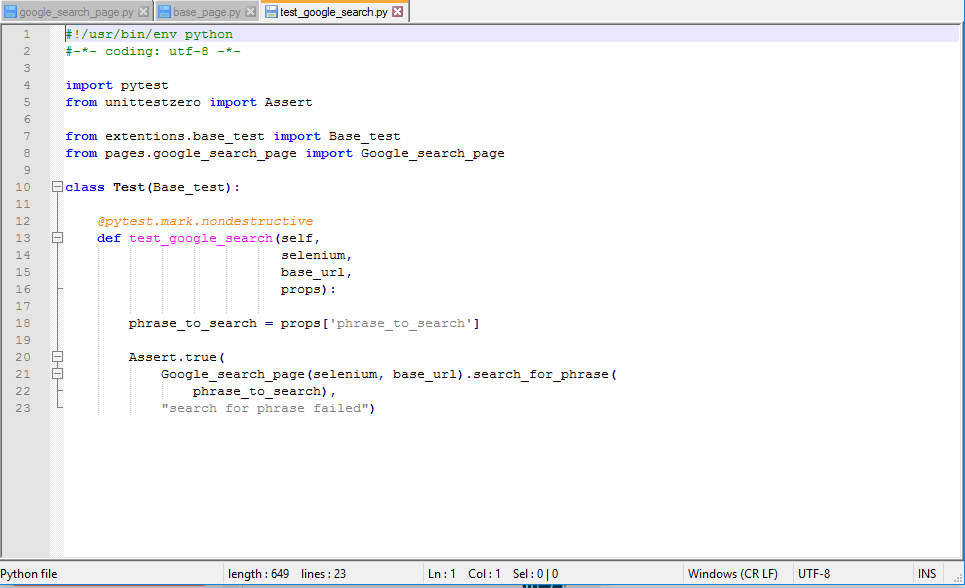 google_search_page.py base_page.py test_google_search.py
1 #!/usr/bin/env python
2 #-*- coding: utf-8 -*-
3
4 import pytest
5 from unittestzero import Assert
6
7 from extentions.base_test import Base_test
8 from pages.google_search_page import Google_search_page
9
10 class Test(Base_test):
11
12 @pytest.mark.nondestructive
13 def test_google_search(self,
14 selenium,
15 base_url,
16 props):
17
18 phrase_to_search = props['phrase_to_search']
19
20 Assert.true(
21 Google_search_page(selenium, base_url).search_for_phrase(
22 phrase_to_search),
23 "search for phrase failed")
Python file length : 649 lines : 23 Ln : 1 Col : 1 Sel : 0 | 0 Windows (CR LF) UTF-8 INS